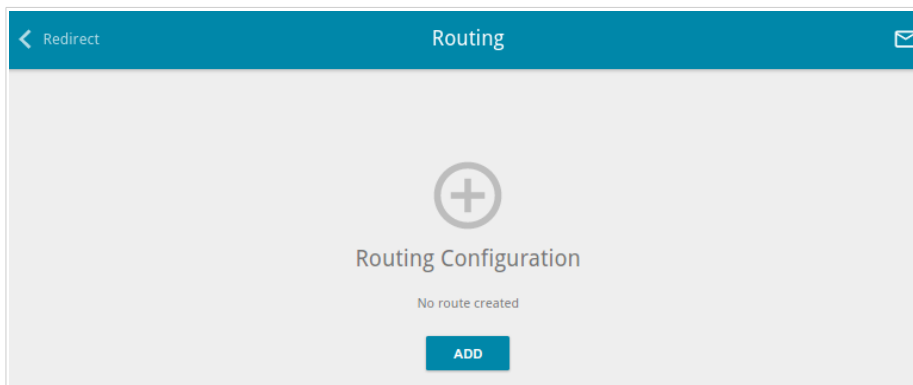 Redirect
Routing
Routing Configuration
No route created
ADD